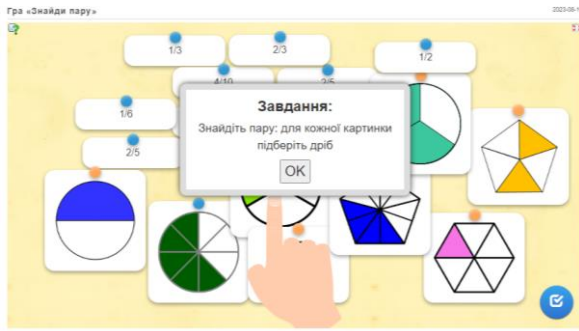 Гра «Знайди пару»
1/3
2/3
1/2
4/10
2/5
1/6
2/5
Завдання:
Знайдіть пару: для кожної картинки
підберіть дріб
OK